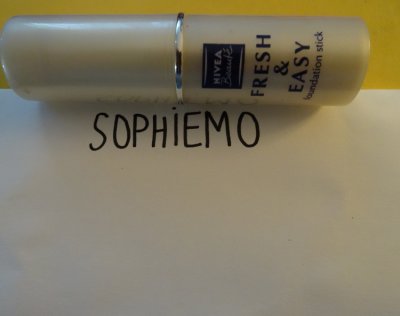 NIVEA
Beauté
FRESH
&
EASY
foundation stick
SOPHiEMO